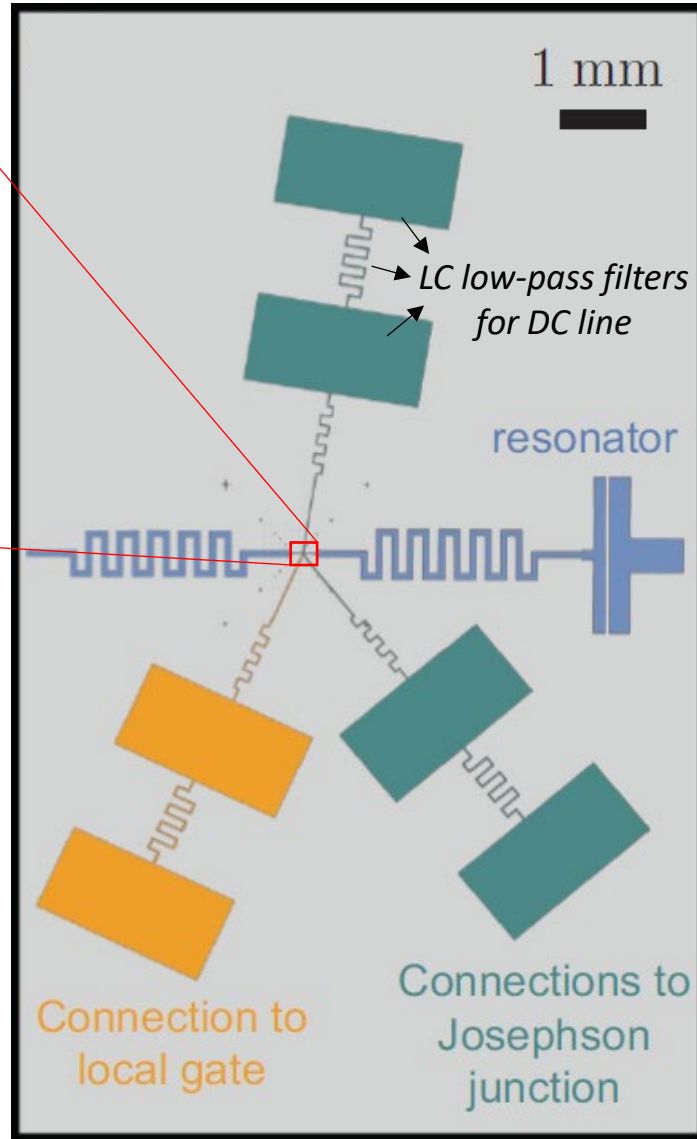 1 mm
LC low-pass filters
for DC line
resonator
Connection to
local gate
Connections to
Josephson
junction